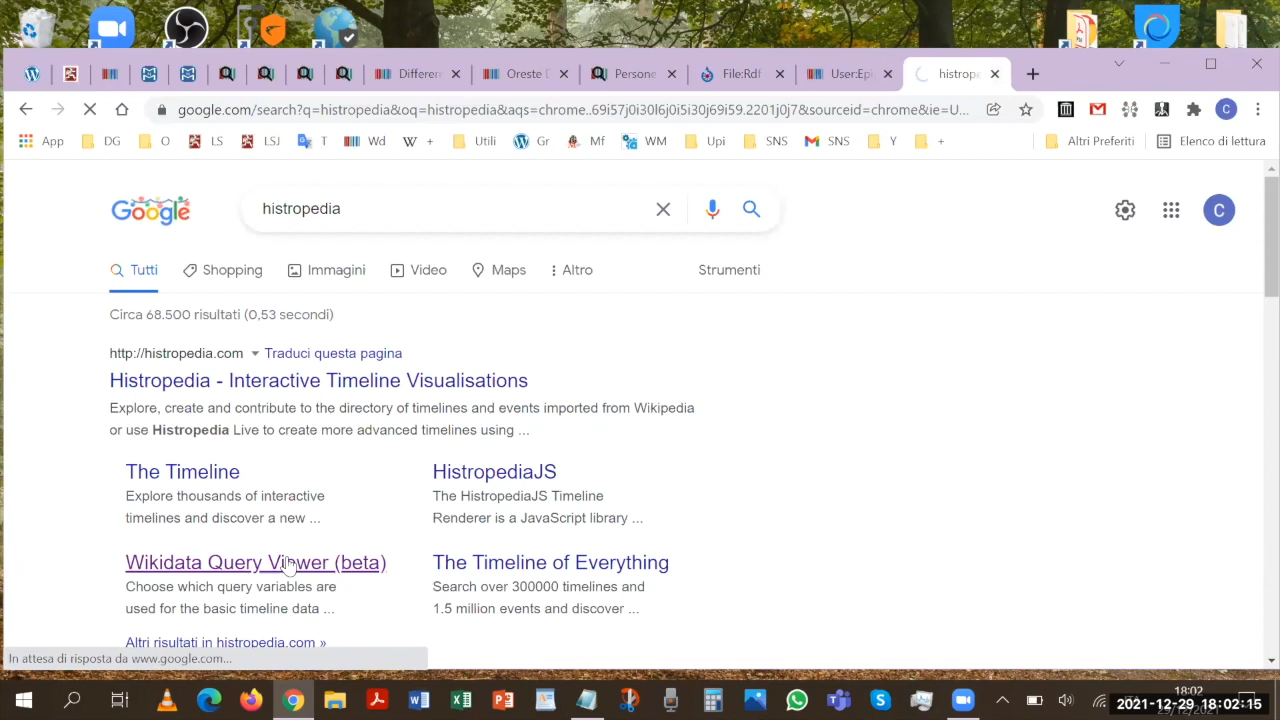 Differen
Oreste D
Persone
File:Rdf
User:Epi
histrope
google.com/search?q=histropedia&oq=histropedia&aqs=chrome..69i57j0i30l6j0i5i30j69i59.2201j0j7&sourceid=chrome&ie=U...
C
App
DG
O
LS
LSJ
T
Wd
+
Utili
Gr
Mf
WM
Upi
SNS
SNS
Y
+
Altri Preferiti
Elenco di lettura
Google
histropedia
C
Tutti
Shopping
Immagini
Video
Maps
Altro
Strumenti
Circa 68.500 risultati (0,53 secondi)
http://histropedia.com
Traduci questa pagina
Histropedia - Interactive Timeline Visualisations
Explore, create and contribute to the directory of timelines and events imported from Wikipedia
or use Histropedia Live to create more advanced timelines using ...
The Timeline
Explore thousands of interactive
timelines and discover a new ...
HistropediaJS
The HistropediaJS Timeline
Renderer is a JavaScript library ...
Wikidata Query Viewer (beta)
Choose which query variables are
used for the basic timeline data ...
The Timeline of Everything
Search over 300000 timelines and
1.5 million events and discover ...
Altri risultati in histropedia.com »
In attesa di risposta da www.google.com...
18:02
2021-12-29 18:02:15